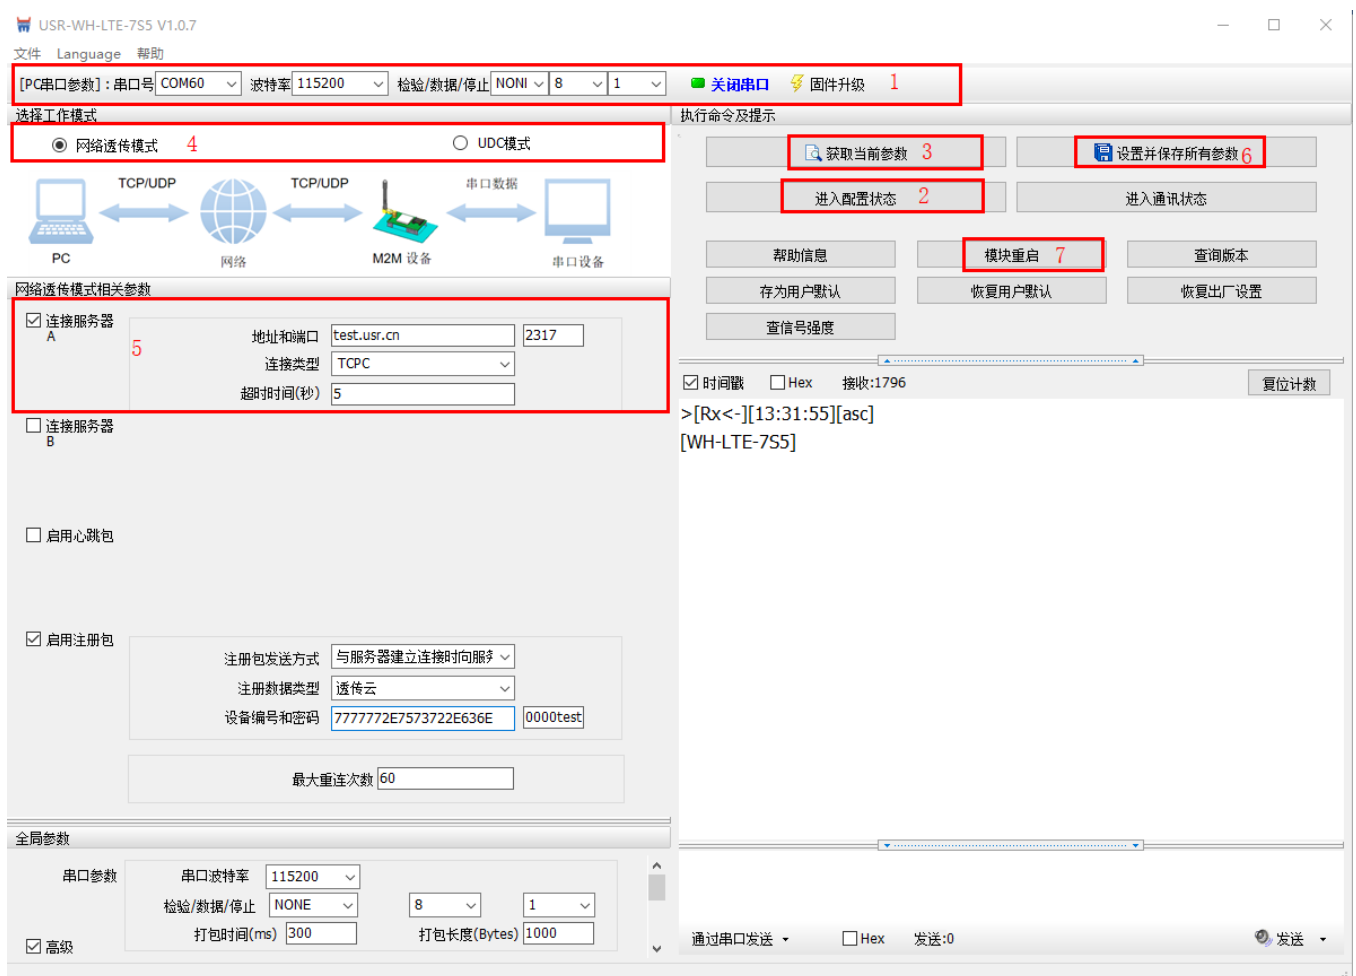 USR-WH-LTE-7S5 V1.0.7
文件 Language 帮助
[PC串口参数]：串口号 COM60 波特率 115200 检验/数据/停止 NONI 8 1 关闭串口 固件升级 1
选择工作模式
网络透传模式 4 UDC模式
TCP/UDP TCP/UDP 串口数据
PC 网络 M2M 设备 串口设备
网络透传模式相关参数
连接服务器
A
5
地址和端口 test.usr.cn 2317
连接类型 TCPC
超时时间(秒) 5
连接服务器
B
启用心跳包
启用注册包
注册包发送方式 与服务器建立连接时向服务
注册数据类型 透传云
设备编号和密码 7777772E7573722E636E 0000test
最大重连次数 60
全局参数
串口参数 串口波特率 115200
检验/数据/停止 NONE 8 1
打包时间(ms) 300 打包长度(Bytes) 1000
高级
执行命令及提示
获取当前参数 3 设置并保存所有参数 6
进入配置状态 2 进入通讯状态
帮助信息 模块重启 7 查询版本
存为用户默认 恢复用户默认 恢复出厂设置
查信号强度
时间戳 Hex 接收:1796 复位计数
>[Rx<-][13:31:55][asc]
[WH-LTE-7S5]
通过串口发送 Hex 发送:0 发送